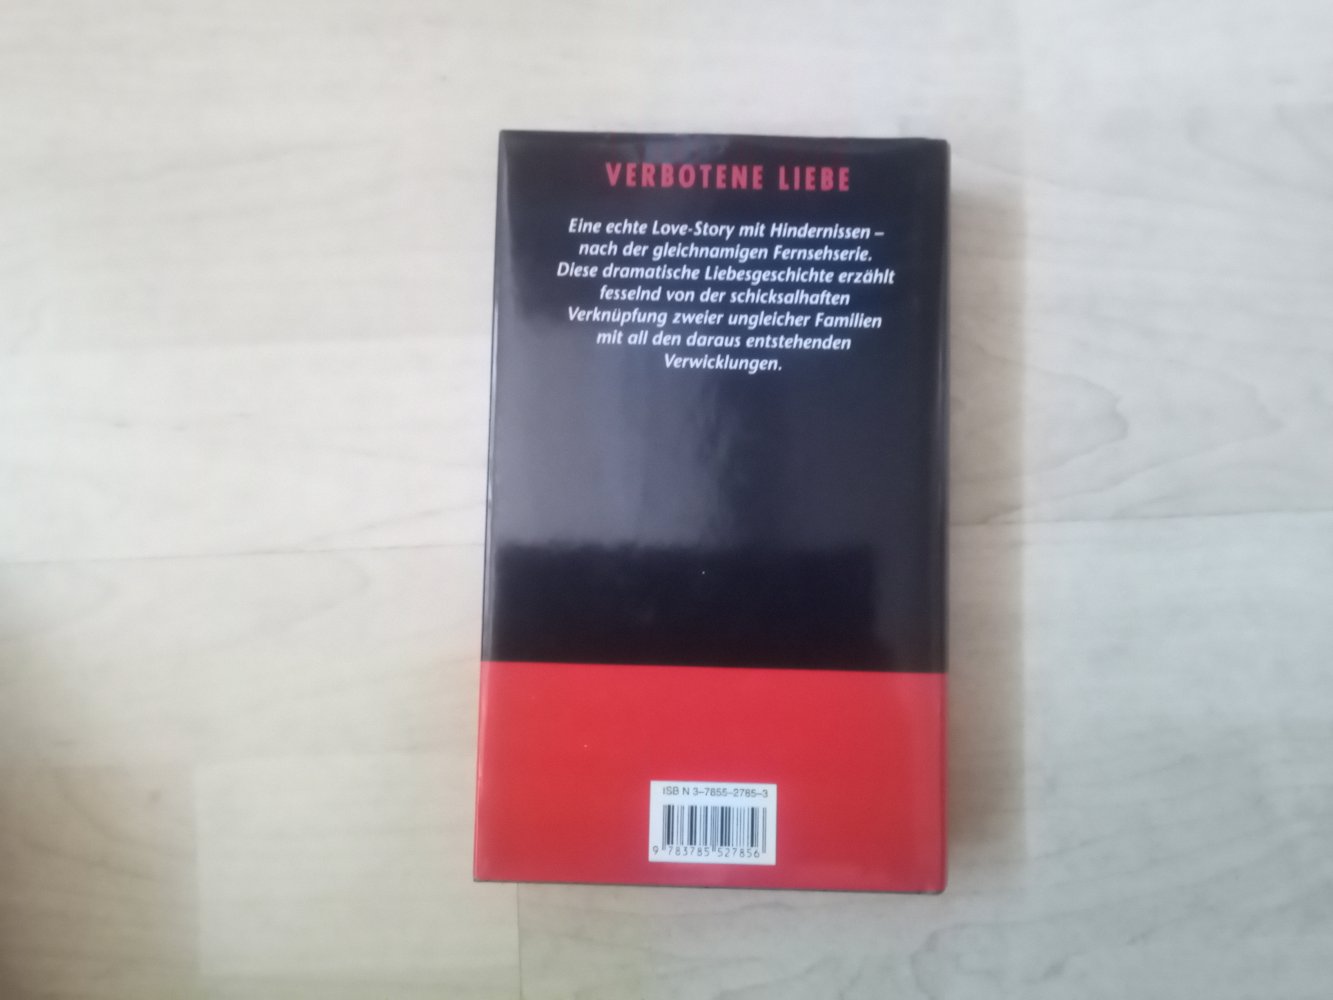 VERBOTENE LIEBE
Eine echte Love-Story mit Hindernissen –
nach der gleichnamigen Fernsehserie.
Diese dramatische Liebesgeschichte erzählt
fesselnd von der schicksalhaften
Verknüpfung zweier ungleicher Familien
mit all den daraus entstehenden
Verwicklungen.
ISBN 3–7855–2785–3
9 783785 527856